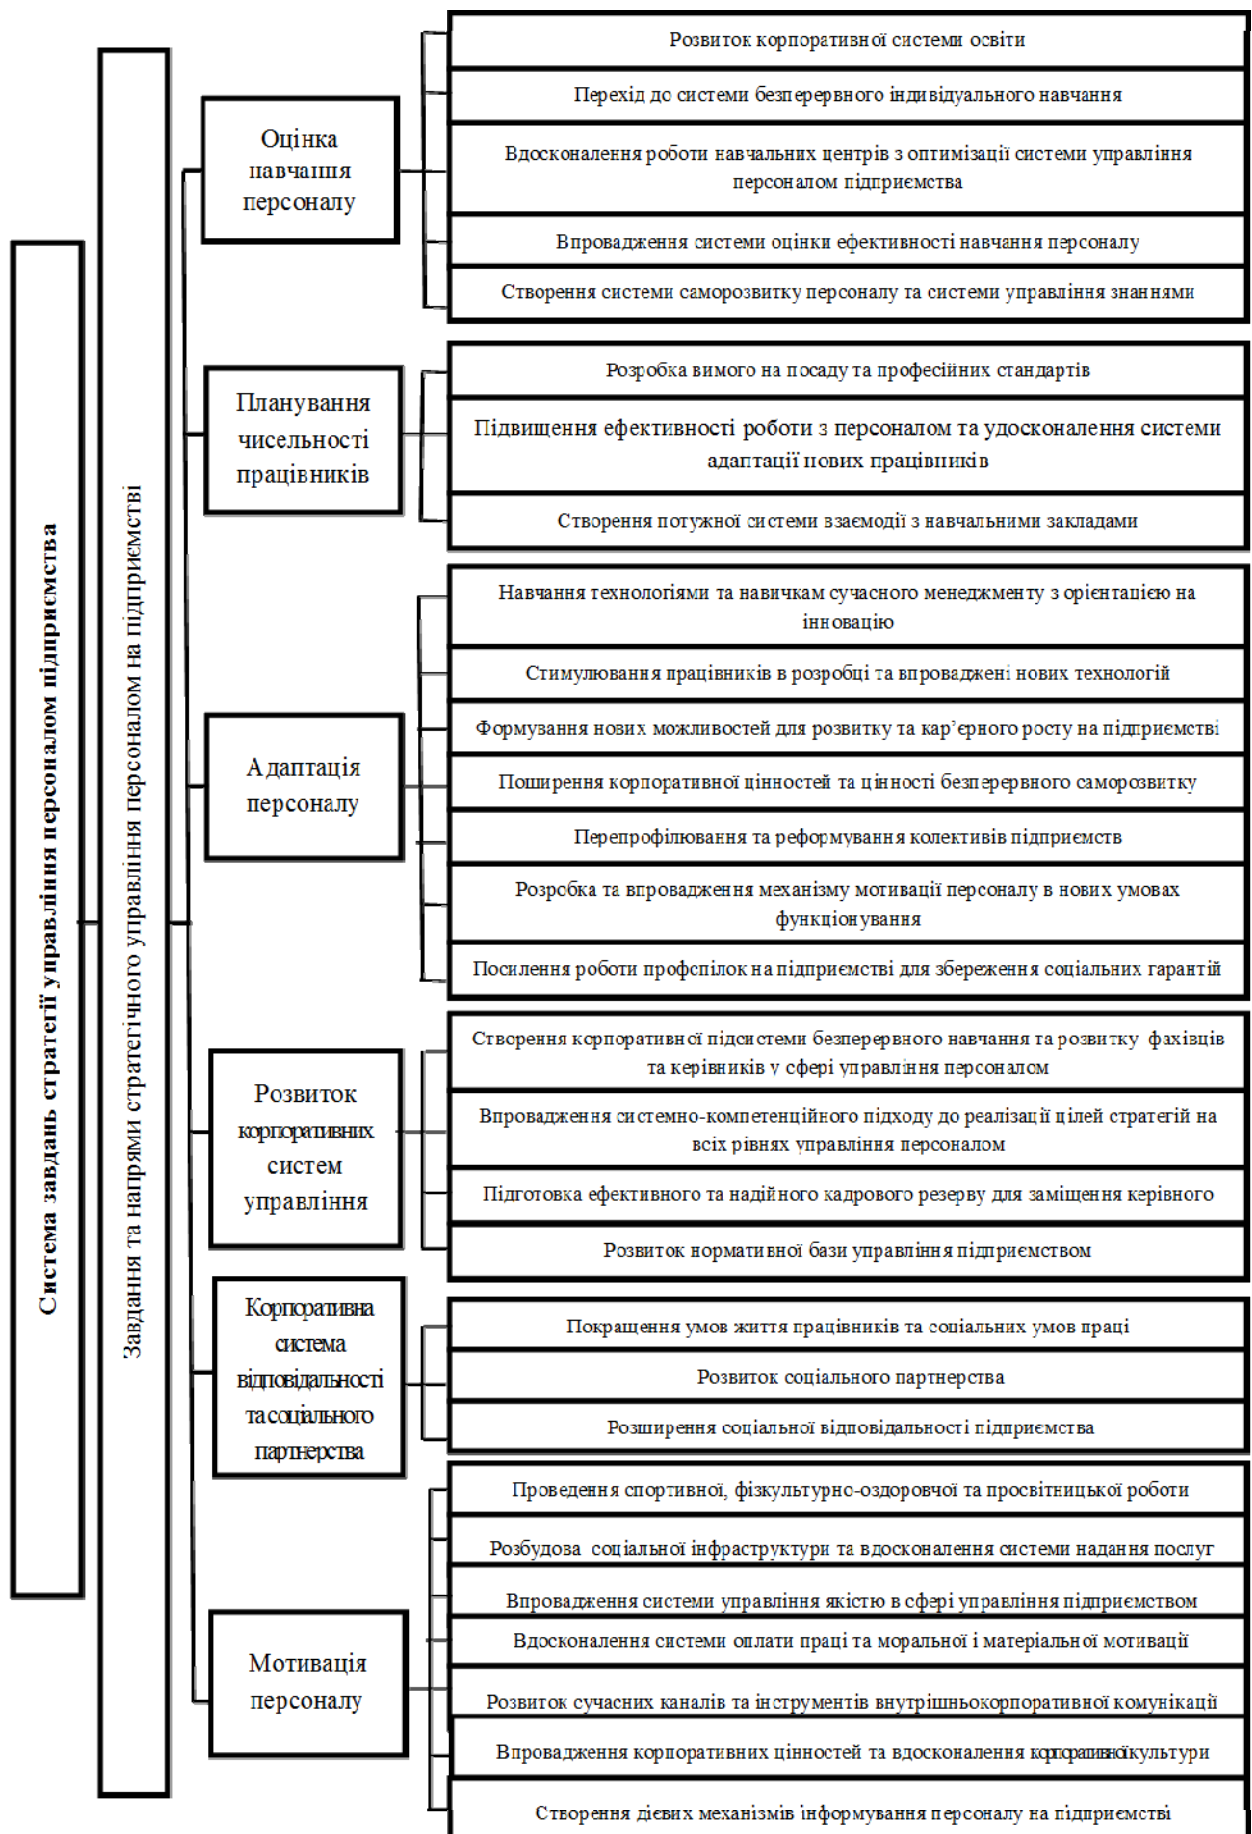 Система завдань стратегії управління персоналом підприємства
Завдання та напрями стратегічного управління персоналом на підприємстві
Оцінка
навчання
персоналу
Розвиток корпоративної системи освіти
Перехід до системи безперервного індивідуального навчання
Вдосконалення роботи навчальних центрів з оптимізації системи управління
персоналом підприємства
Впровадження системи оцінки ефективності навчання персоналу
Створення системи саморозвитку персоналу та системи управління знаннями
Планування
чисельності
працівників
Розробка вимого на посаду та професійних стандартів
Підвищення ефективності роботи з персоналом та удосконалення системи
адаптації нових працівників
Створення потужної системи взаємодії з навчальними закладами
Адаптація
персоналу
Навчання технологіями та навичкам сучасного менеджменту з орієнтацією на
інновацію
Стимулювання працівників в розробці та впроваджені нових технологій
Формування нових можливостей для розвитку та кар’єрного росту на підприємстві
Поширення корпоративної цінностей та цінності безперервного саморозвитку
Перепрофілювання та реформування колективів підприємств
Розробка та впровадження механізму мотивації персоналу в нових умовах
функціонування
Посилення роботи профспілок на підприємстві для збереження соціальних гарантій
Розвиток
корпоративних
систем
управління
Створення корпоративної підсистеми безперервного навчання та розвитку фахівців
та керівників у сфері управління персоналом
Впровадження системно-компетенційного підходу до реалізації цілей стратегій на
всіх рівнях управління персоналом
Підготовка ефективного та надійного кадрового резерву для заміщення керівного
Розвиток нормативної бази управління підприємством
Корпоративна
система
відповідальності
та соціального
партнерства
Покращення умов життя працівників та соціальних умов праці
Розвиток соціального партнерства
Розширення соціальної відповідальності підприємства
Мотивація
персоналу
Проведення спортивної, фізкультурно-оздоровчої та просвітницької роботи
Розбудова соціальної інфраструктури та вдосконалення системи надання послуг
Впровадження системи управління якістю в сфері управління підприємством
Вдосконалення системи оплати праці та моральної і матеріальної мотивації
Розвиток сучасних каналів та інструментів внутрішньокорпоративної комунікації
Впровадження корпоративних цінностей та вдосконалення корпоративної культури
Створення дієвих механізмів інформування персоналу на підприємстві